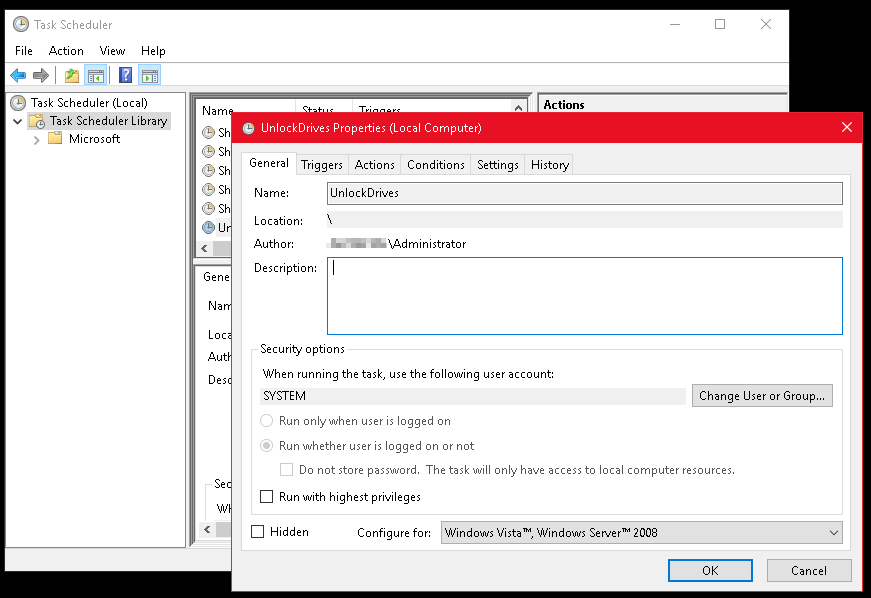 Task Scheduler
File Action View Help
Task Scheduler (Local)
Task Scheduler Library
Microsoft
Name Status Triggers
Sh
Sh
Sh
Sh
Sh
Un
Actions
Gene
Nam
Loca
Auth
Desc
Sec
Wh
UnlockDrives Properties (Local Computer)
General Triggers Actions Conditions Settings History
Name: UnlockDrives
Location: \
Author: \Administrator
Description:
Security options
When running the task, use the following user account:
SYSTEM Change User or Group...
Run only when user is logged on
Run whether user is logged on or not
Do not store password. The task will only have access to local computer resources.
Run with highest privileges
Hidden Configure for: Windows Vista™, Windows Server™ 2008
OK Cancel